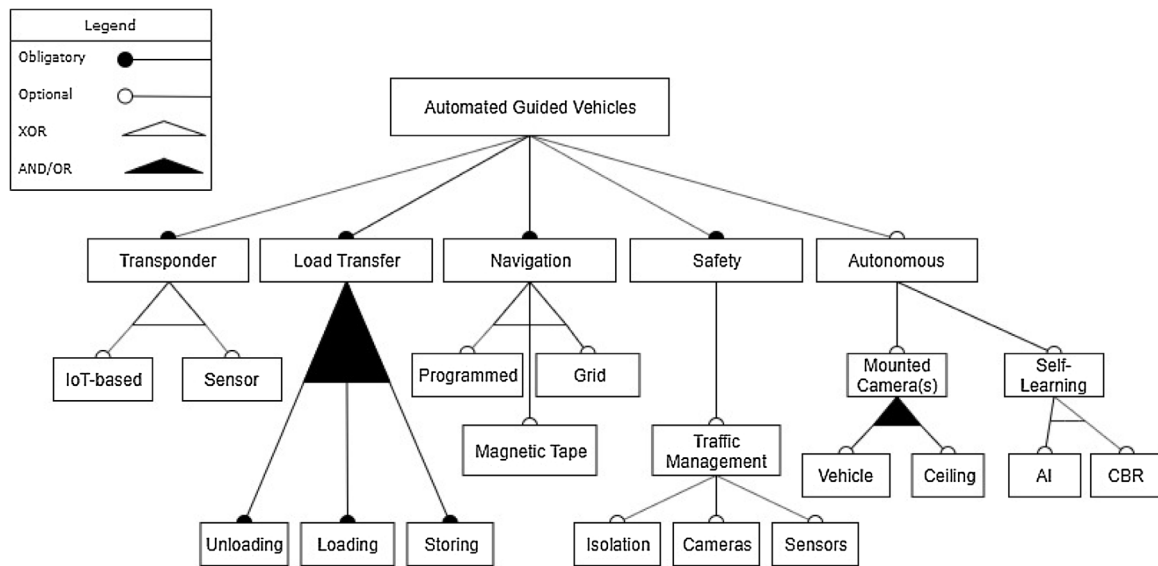 Legend
Obligatory
Optional
XOR
AND/OR
Automated Guided Vehicles
Transponder
Load Transfer
Navigation
Safety
Autonomous
IoT-based
Sensor
Programmed
Grid
Mounted
Camera(s)
Self-
Learning
Magnetic Tape
Traffic
Management
Vehicle
Ceiling
AI
CBR
Unloading
Loading
Storing
Isolation
Cameras
Sensors